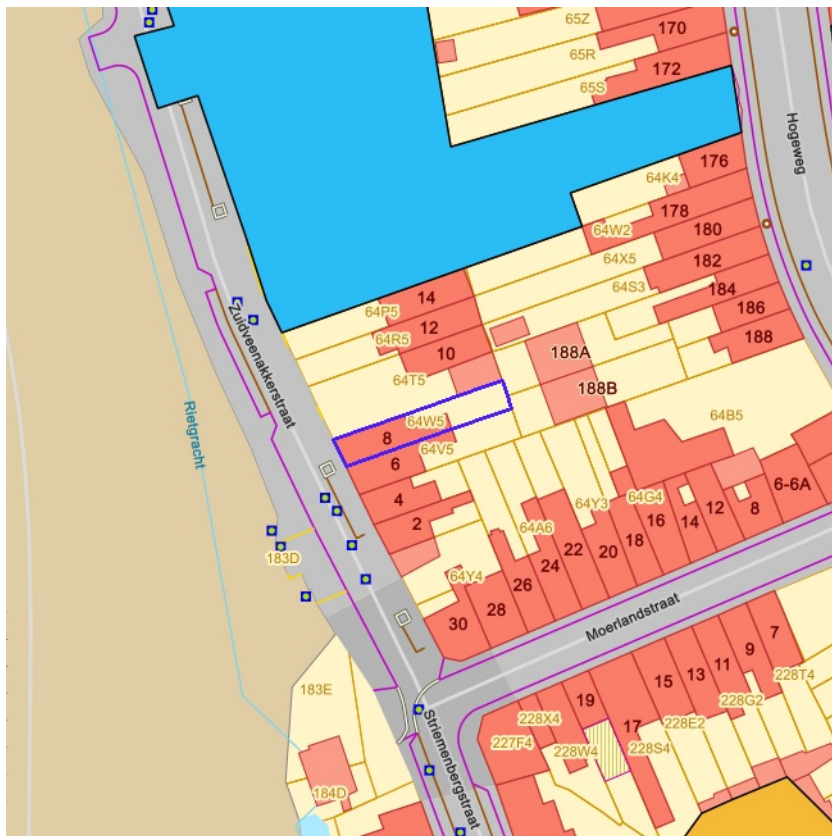 65Z
170
65R
172
65S
Hogeweg
176
64K4
178
64W2
180
64X5
182
64S3
184
186
188
14
64P5
12
64R5
10
64T5
188A
188B
Zuidveenakkerstraat
Rietgracht
64W5
8
64V5
6
4
2
64B5
64Y3
64G4
64A6
64Y4
30
28
26
24
22
20
18
16
14
12
8
6-6A
183D
Moerlandstraat
183E
184D
Striemenbergstraat
7
9
11
13
15
17
19
228T4
228G2
228E2
228S4
228W4
228X4
227F4